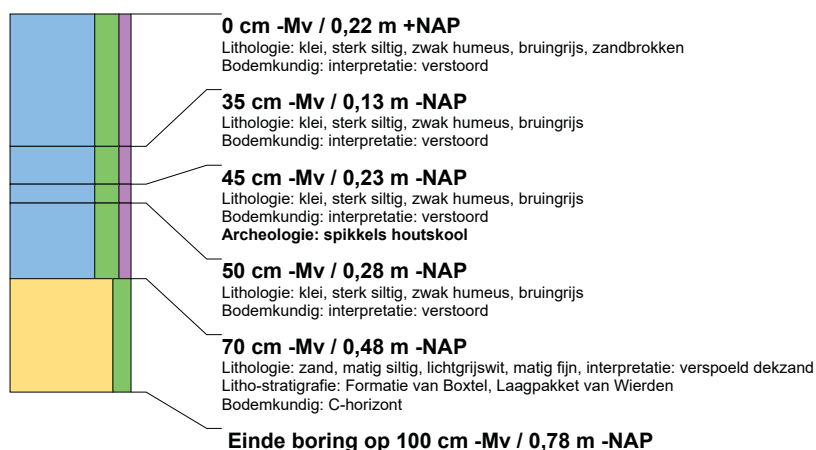 0 cm -Mv / 0,22 m +NAP
Lithologie: klei, sterk siltig, zwak humeus, bruingrijs, zandbrokken
Bodemkundig: interpretatie: verstoord
35 cm -Mv / 0,13 m -NAP
Lithologie: klei, sterk siltig, zwak humeus, bruingrijs
Bodemkundig: interpretatie: verstoord
45 cm -Mv / 0,23 m -NAP
Lithologie: klei, sterk siltig, zwak humeus, bruingrijs
Bodemkundig: interpretatie: verstoord
Archeologie: spikkels houtskool
50 cm -Mv / 0,28 m -NAP
Lithologie: klei, sterk siltig, zwak humeus, bruingrijs
Bodemkundig: interpretatie: verstoord
70 cm -Mv / 0,48 m -NAP
Lithologie: zand, matig siltig, lichtgrijswit, matig fijn, interpretatie: verspoeld dekzand
Litho-stratigrafie: Formatie van Boxtel, Laagpakket van Wierden
Bodemkundig: C-horizont
Einde boring op 100 cm -Mv / 0,78 m -NAP